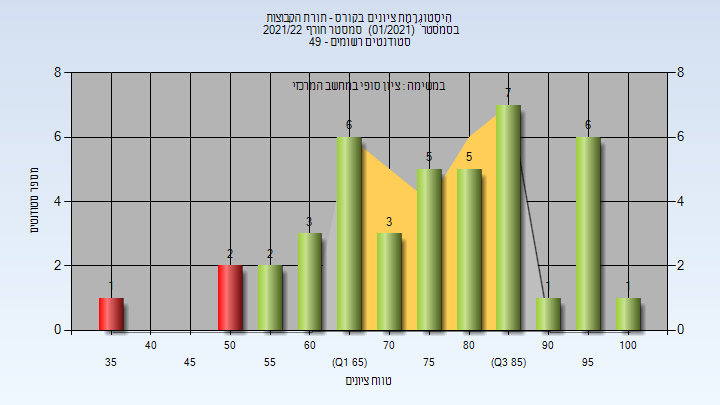 היסטוגרמת ציונים בקורס - תורת הקבוצות
בסמסטר (01/2021) סמסטר חורף 2021/22
סטודנטים רשומים - 49
במשימה : ציון סופי במחשב המרכזי
מספר סטודנטים
8 8
6 6
4 4
2 2
0 0
1 2 2 3 6 3 5 5 7 1 6 1
40 50 60 70 80 90 100
35 45 55 (Q1 65) 75 (Q3 85) 95
טווח ציונים